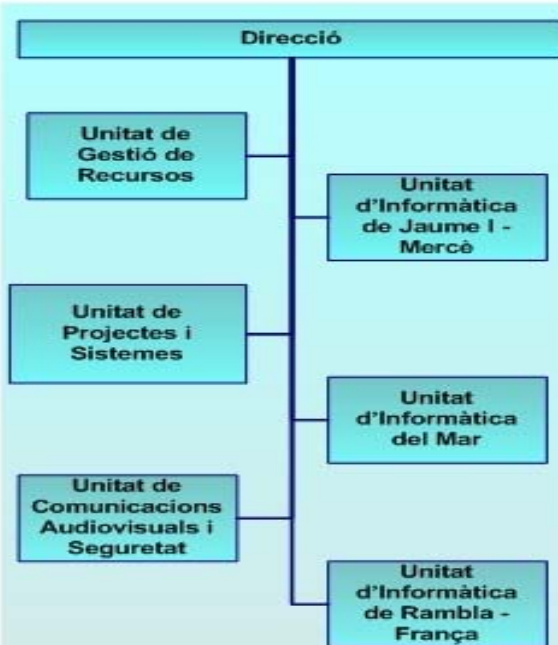 Direcció
Unitat de
Gestió de
Recursos
Unitat
d'Informàtica
de Jaume I -
Mercè
Unitat de
Projectes i
Sistemes
Unitat
d'Informàtica
del Mar
Unitat de
Comunicacions
Audiovisuals i
Seguretat
Unitat
d'Informàtica
de Rambla -
França